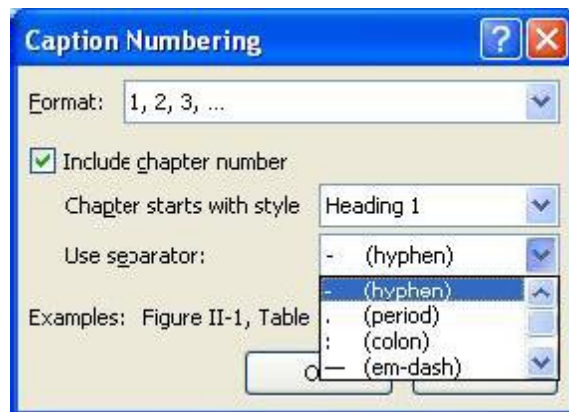 Caption Numbering
Format: 1, 2, 3, ...
Include chapter number
Chapter starts with style Heading 1
Use separator: - (hyphen)
- (hyphen)
. (period)
Examples: Figure II-1, Table
: (colon)
— (em-dash)